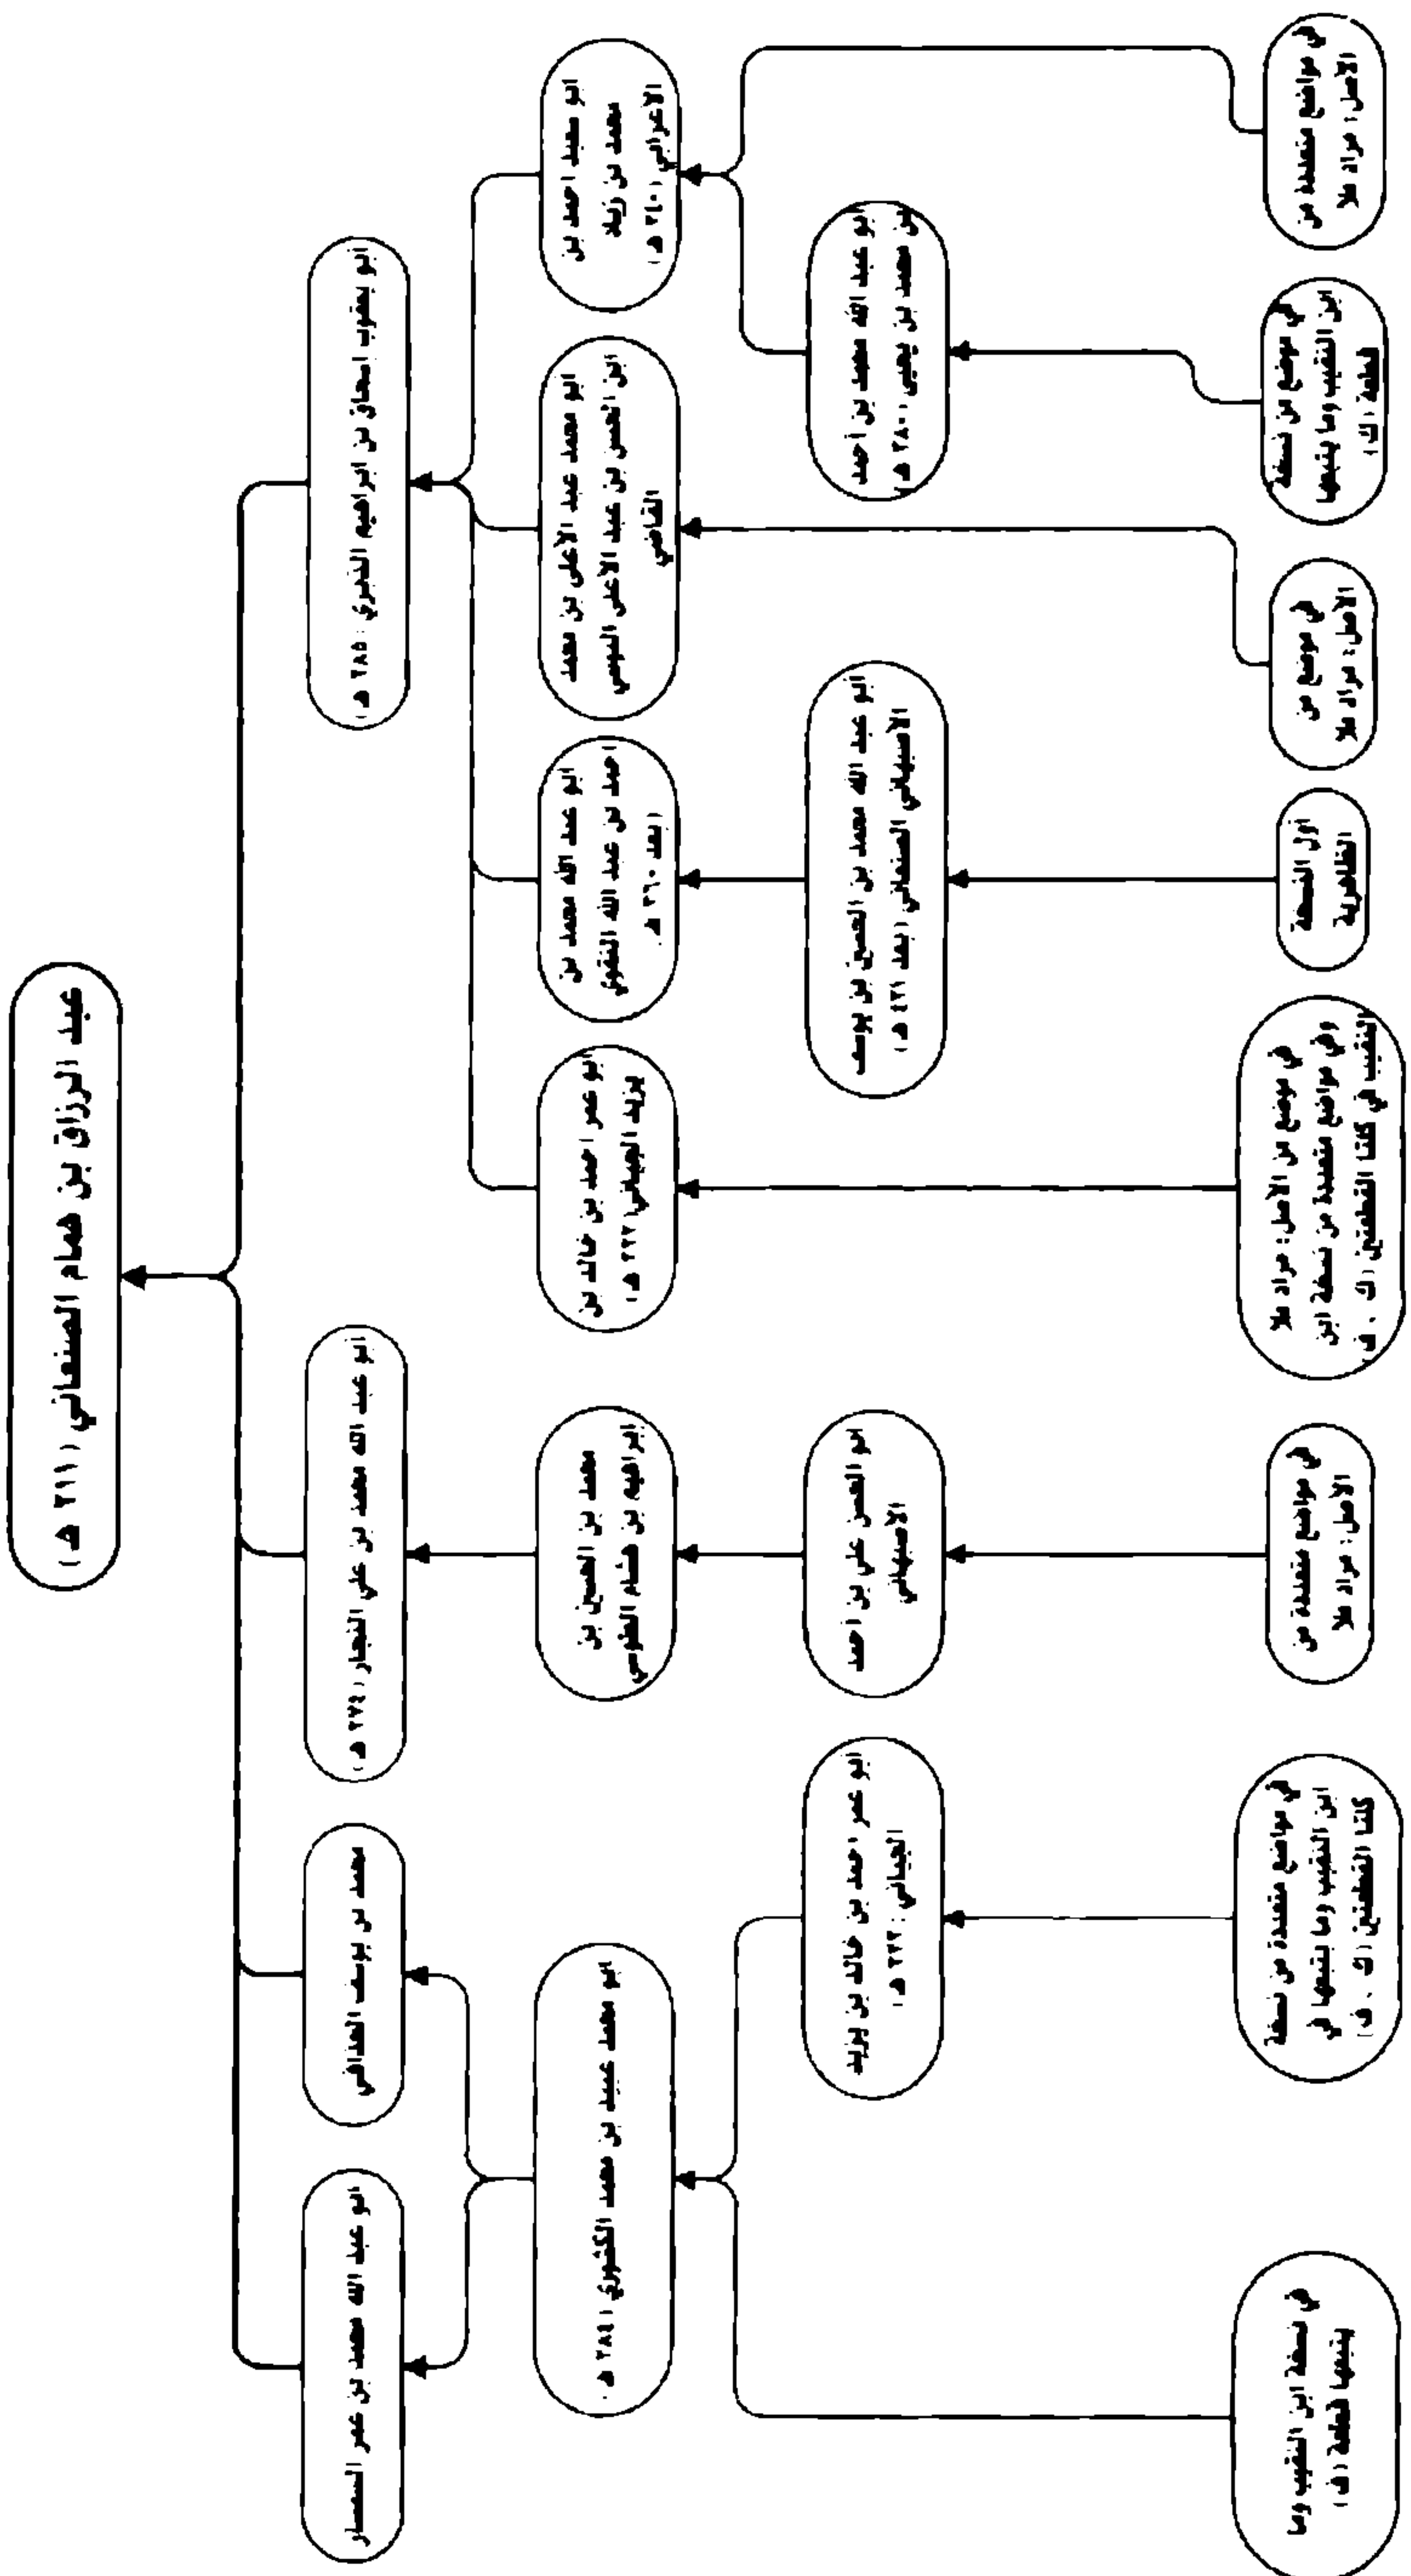 عبد الرزاق بن همام الصنعاني (٢١١ هـ)
أبو يعقوب إسحاق بن إبراهيم الدبري (٢٨٥ هـ)
أبو عبد الله محمد بن علي النجار (٢٧٤ هـ)
محمد بن يوسف الحذافي
أبو عبد الله محمد بن عمر السمسار
أبو سعيد أحمد بن
محمد بن زياد
الأعرابي (٣٤٠ هـ)
أبو محمد عبد الأعلى بن محمد
ابن الحسن بن عبد الأعلى البوسي
القاضي
أبو عبد الله محمد بن
أحمد بن عبد الله النقوي
(بعد ٣٦٠ هـ)
أبو عمر أحمد بن خالد بن
يزيد الجياني (٣٢٢ هـ)
محمد بن الحسين بن
إبراهيم بن هشام الطوسي
أبو محمد عبيد بن محمد الكشوري (٢٨٤ هـ)
أبو عبد الله محمد بن أحمد
بن محمد بن يحيى (٣٨٠ هـ)
أبو عبد الله محمد بن الحسين بن يوسف
الأصبهاني الصنعاني (بعد ٤٢١ هـ)
أبو الحسن علي بن أحمد
الأصبهاني
أبو عمر أحمد بن خالد بن يزيد
الجياني (٣٢٢ هـ)
في مواضع متعددة من
الأصل: مراد ملا
في موضع من نسخة
ابن النقيب وما يتبعها
قطعة (ك)
في موضع من
الأصل: مراد ملا
أول النسخة
الظاهرية
في موضع من الأصل: مراد ملا
وفي مواضع متعددة من نسخة ابن
النقيب في كلتا القطعتين (ك ، ف)
في مواضع متعددة من
الأصل: مراد ملا
في مواضع متعددة من نسخة
ابن النقيب وما يتبعها في
كلتا القطعتين (ك ، ف)
في نسخة ابن النقيب وما
يتبعها قطعة (ف)